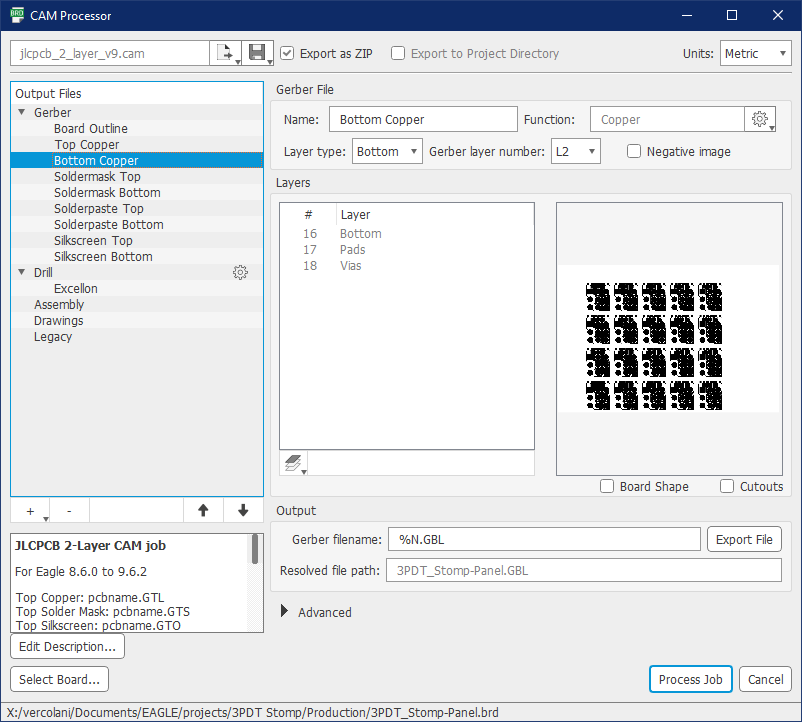 CAM Processor
jlcpcb_2_layer_v9.cam
Export as ZIP
Export to Project Directory
Units: Metric
Output Files
Gerber
Board Outline
Top Copper
Bottom Copper
Soldermask Top
Soldermask Bottom
Solderpaste Top
Solderpaste Bottom
Silkscreen Top
Silkscreen Bottom
Drill
Excellon
Assembly
Drawings
Legacy
+ -
JLCPCB 2-Layer CAM job
For Eagle 8.6.0 to 9.6.2
Top Copper: pcbname.GTL
Top Solder Mask: pcbname.GTS
Top Silkscreen: pcbname.GTO
Edit Description...
Select Board...
Gerber File
Name: Bottom Copper Function: Copper
Layer type: Bottom Gerber layer number: L2 Negative image
Layers
# Layer
16 Bottom
17 Pads
18 Vias
Board Shape Cutouts
Output
Gerber filename: %N.GBL Export File
Resolved file path: 3PDT_Stomp-Panel.GBL
Advanced
Process Job Cancel
X:/vercolani/Documents/EAGLE/projects/3PDT Stomp/Production/3PDT_Stomp-Panel.brd